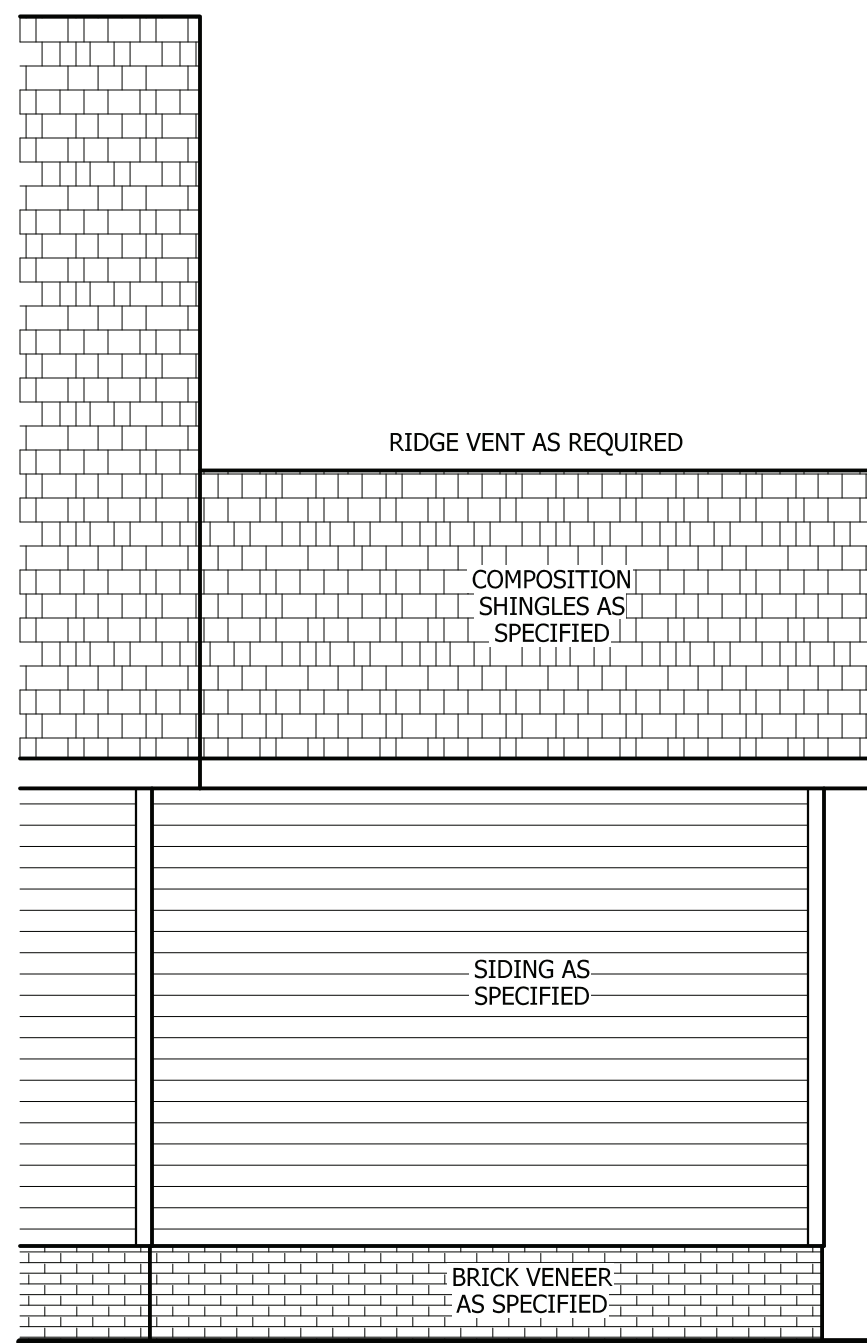 RIDGE VENT AS REQUIRED
COMPOSITION
SHINGLES AS
SPECIFIED
SIDING AS
SPECIFIED
BRICK VENEER
AS SPECIFIED